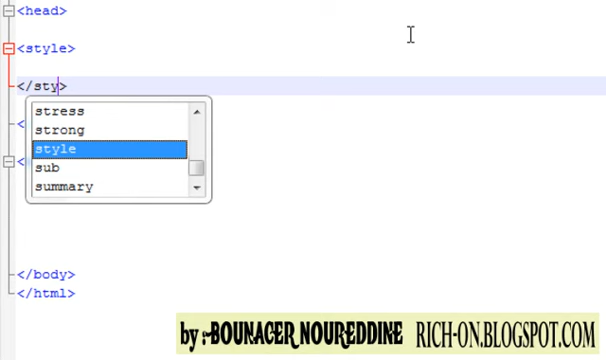 <head>
<style>
</sty>
stress
strong
style
sub
summary
<
<
</body>
</html>
by : BOUNACER NOUREDDINE RICH-ON.BLOGSPOT.COM